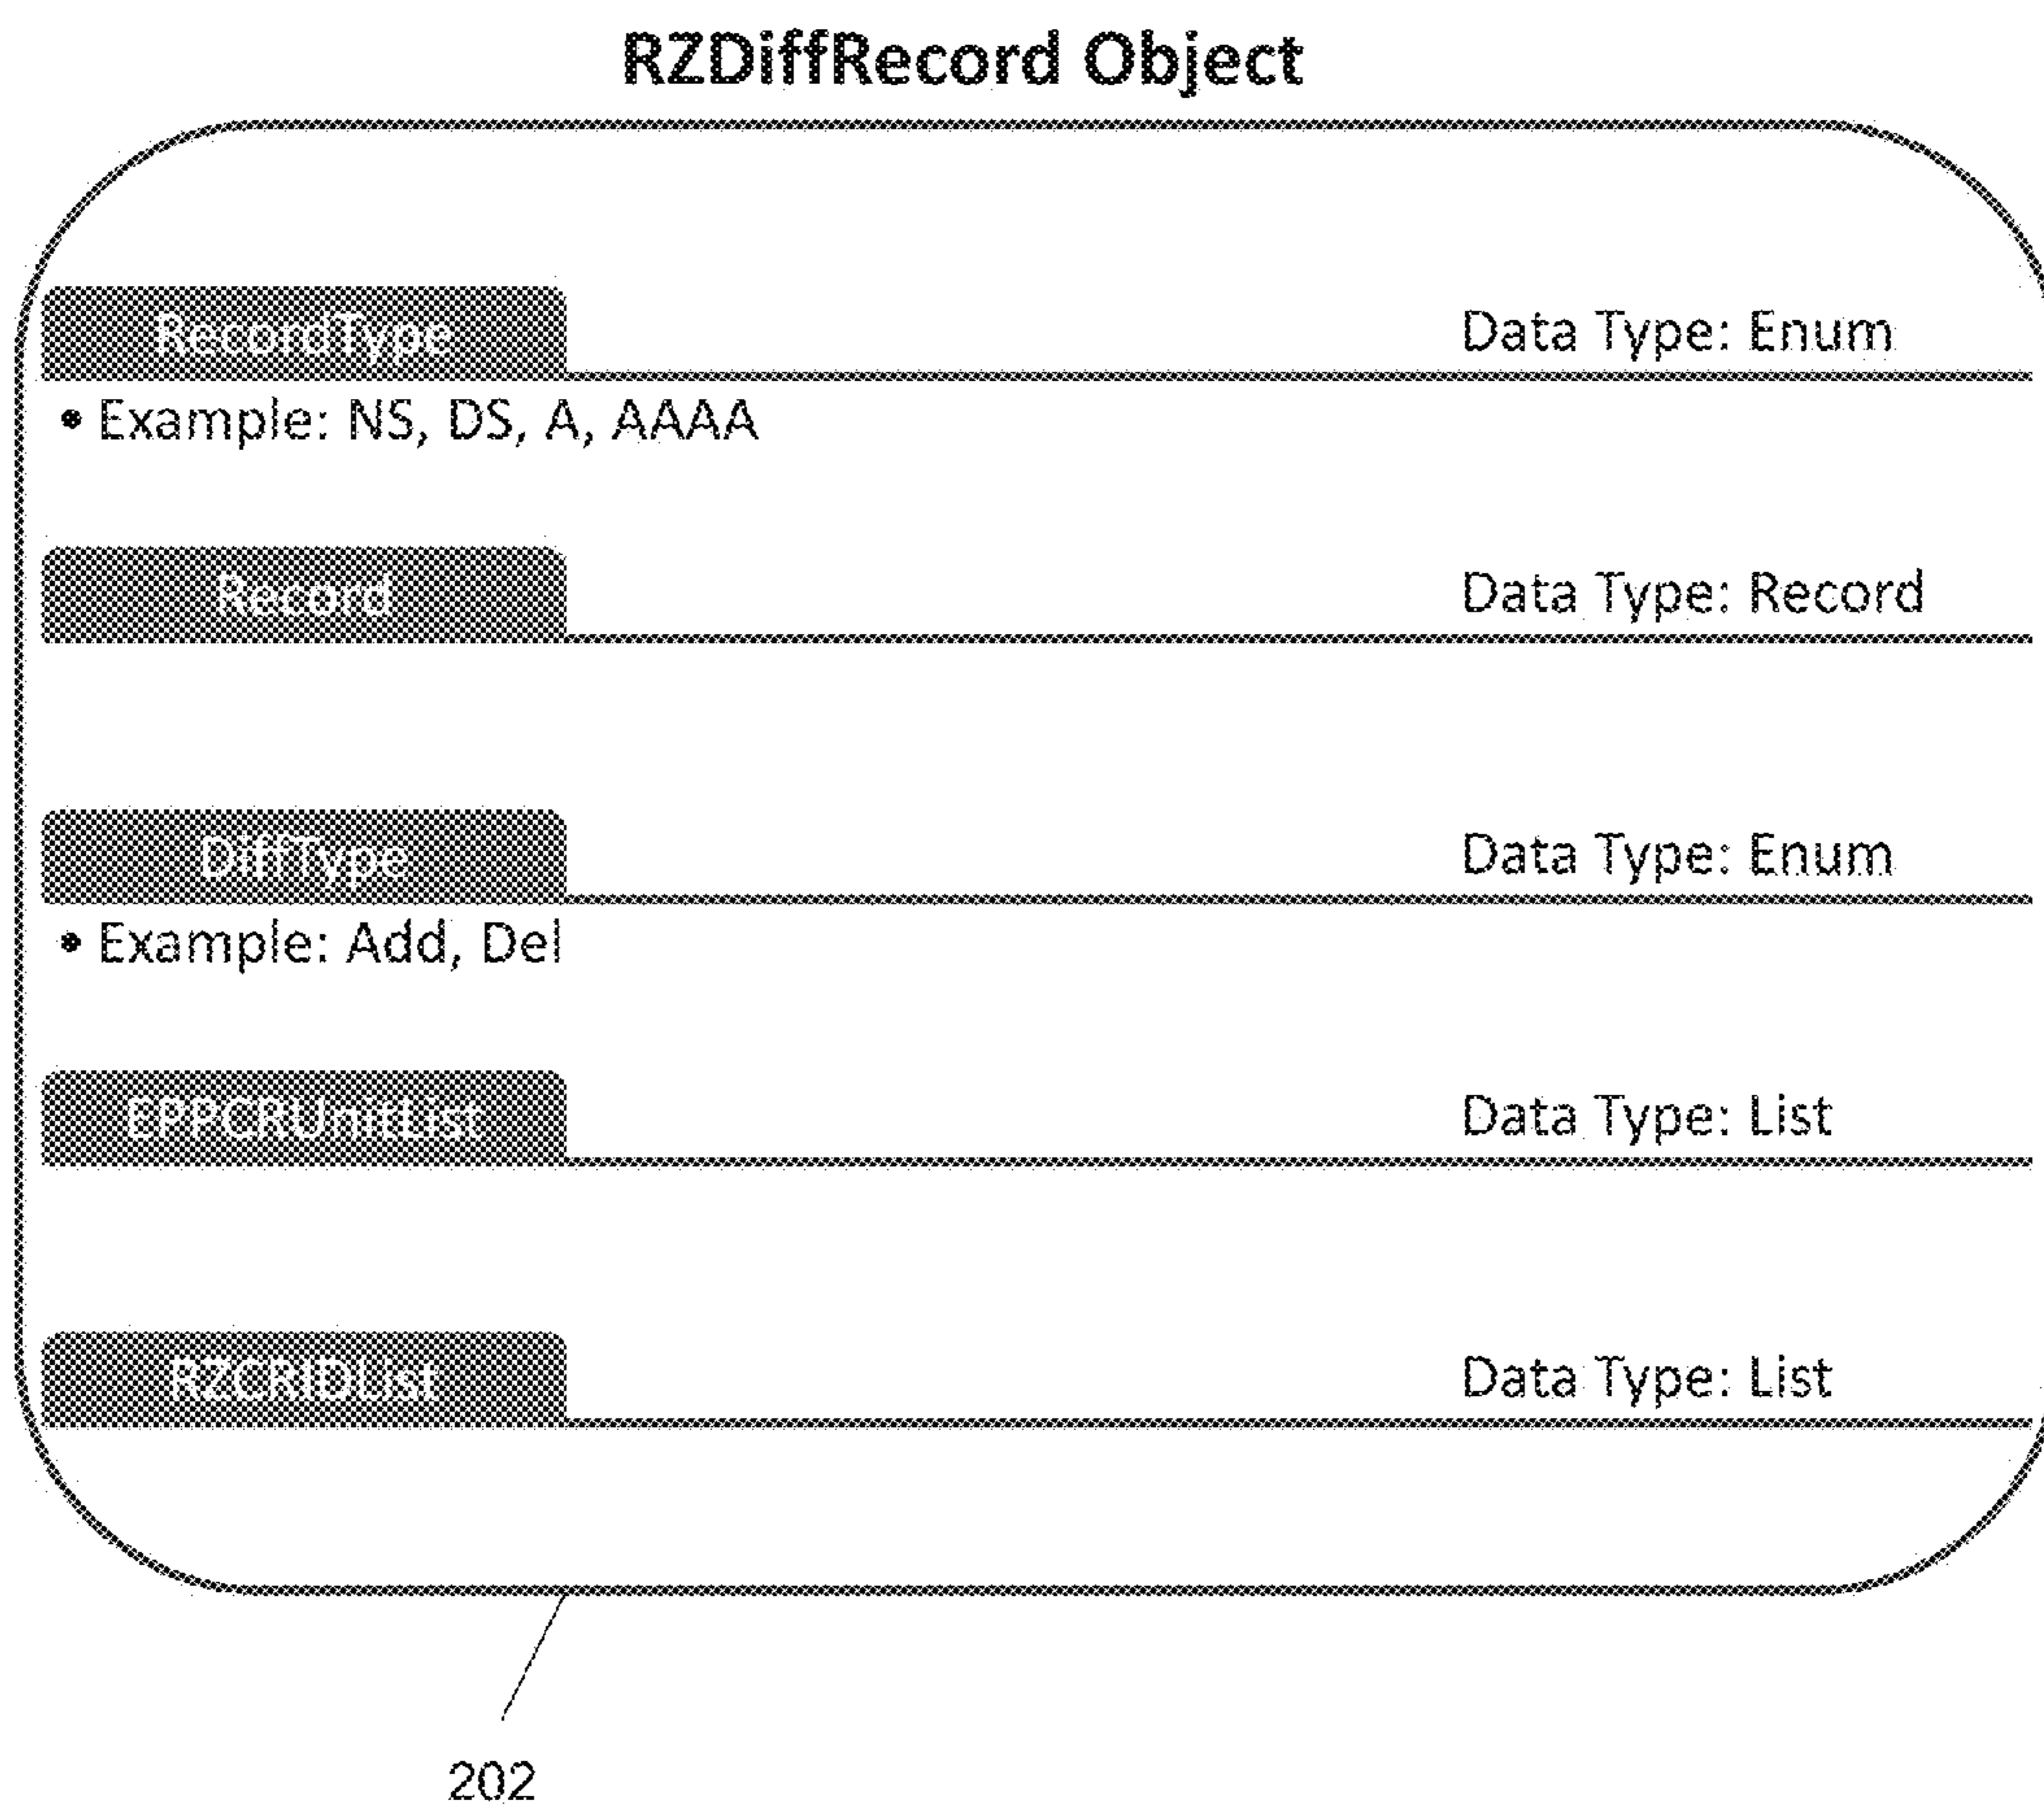 RZDiffRecord Object
RecordType
Data Type: Enum
• Example: NS, DS, A, AAAA
Record
Data Type: Record
DiffType
Data Type: Enum
• Example: Add, Del
EPPCRUnitList
Data Type: List
RZCRIDList
Data Type: List
202